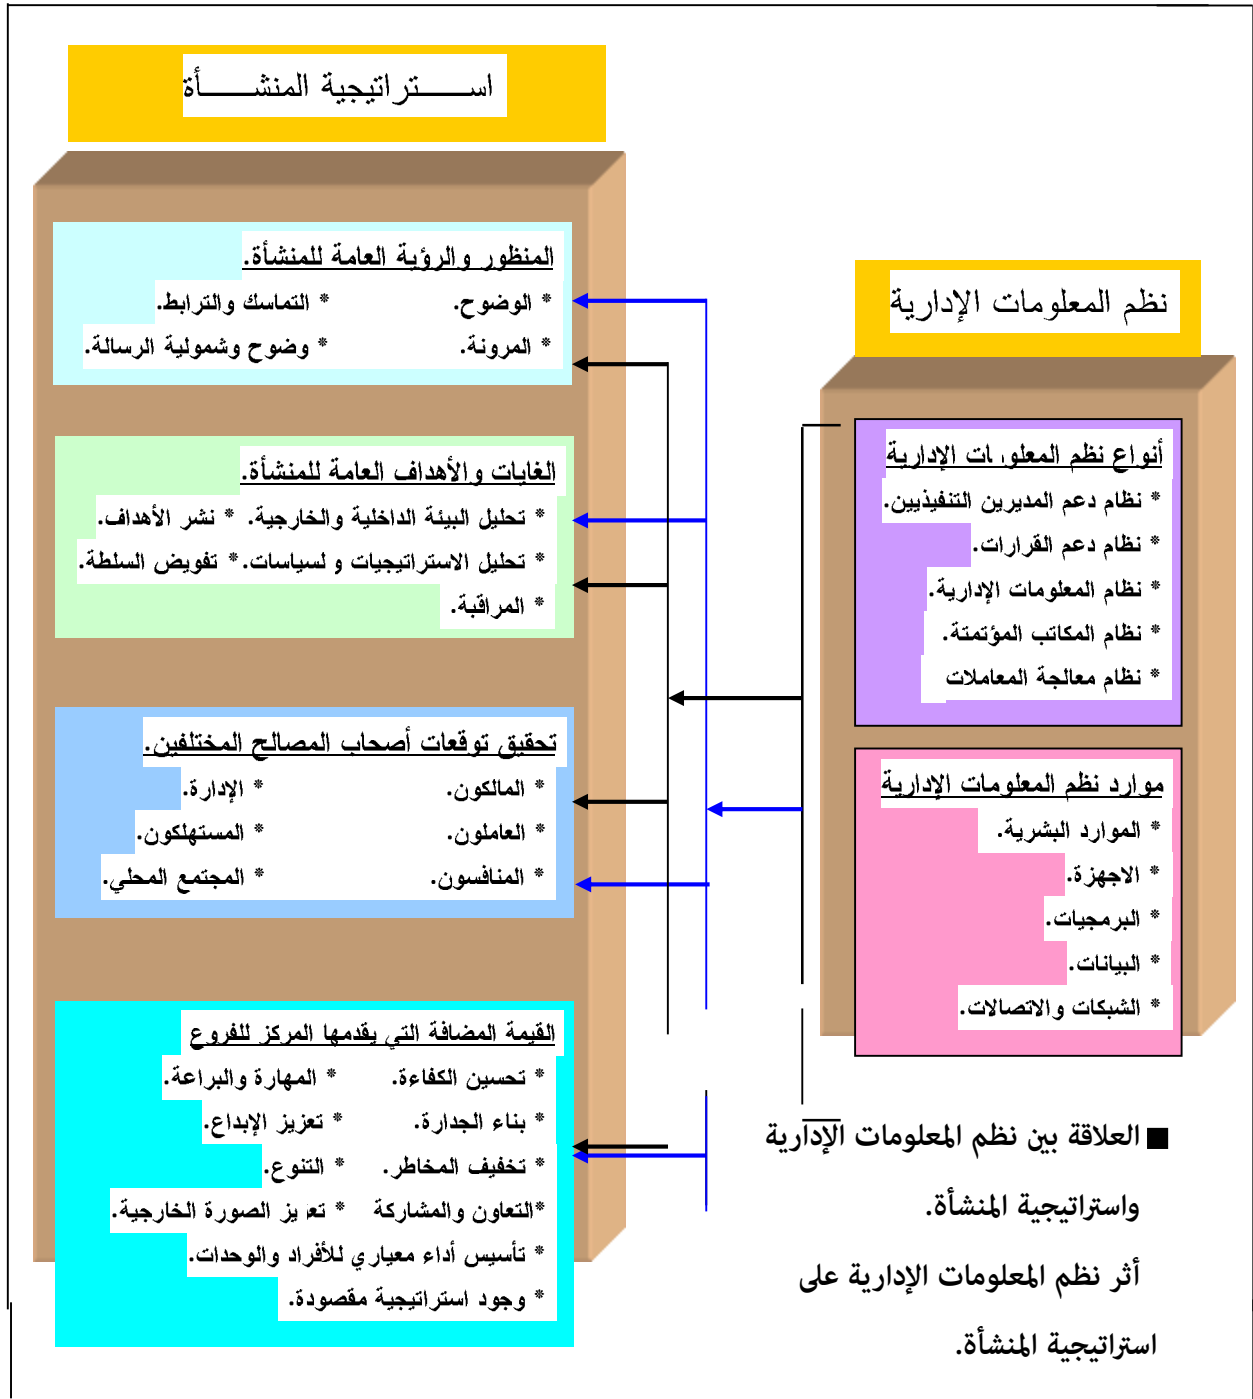 استراتيجية المنشأة
المنظور والرؤية العامة للمنشأة.
* الوضوح. * التماسك والترابط.
* المرونة. * وضوح وشمولية الرسالة.
الغايات والأهداف العامة للمنشأة.
* تحليل البيئة الداخلية والخارجية. * نشر الأهداف.
* تحليل الاستراتيجيات و لسياسات. * تفويض السلطة.
* المراقبة.
تحقيق توقعات أصحاب المصالح المختلفين.
* المالكون. * الإدارة.
* العاملون. * المستهلكون.
* المنافسون. * المجتمع المحلي.
القيمة المضافة التي يقدمها المركز للفروع
* تحسين الكفاءة. * المهارة والبراعة.
* بناء الجدارة. * تعزيز الإبداع.
* تخفيف المخاطر. * التنوع.
*التعاون والمشاركة * تعزيز الصورة الخارجية.
* تأسيس أداء معياري للأفراد والوحدات.
* وجود استراتيجية مقصودة.
نظم المعلومات الإدارية
أنواع نظم المعلومات الإدارية
* نظام دعم المديرين التنفيذيين.
* نظام دعم القرارات.
* نظام المعلومات الإدارية.
* نظام المكاتب المؤتمتة.
* نظام معالجة المعاملات
موارد نظم المعلومات الإدارية
* الموارد البشرية.
* الاجهزة.
* البرمجيات.
* البيانات.
* الشبكات والاتصالات.
■ العلاقة بين نظم المعلومات الإدارية
واستراتيجية المنشأة.
أثر نظم المعلومات الإدارية على
استراتيجية المنشأة.